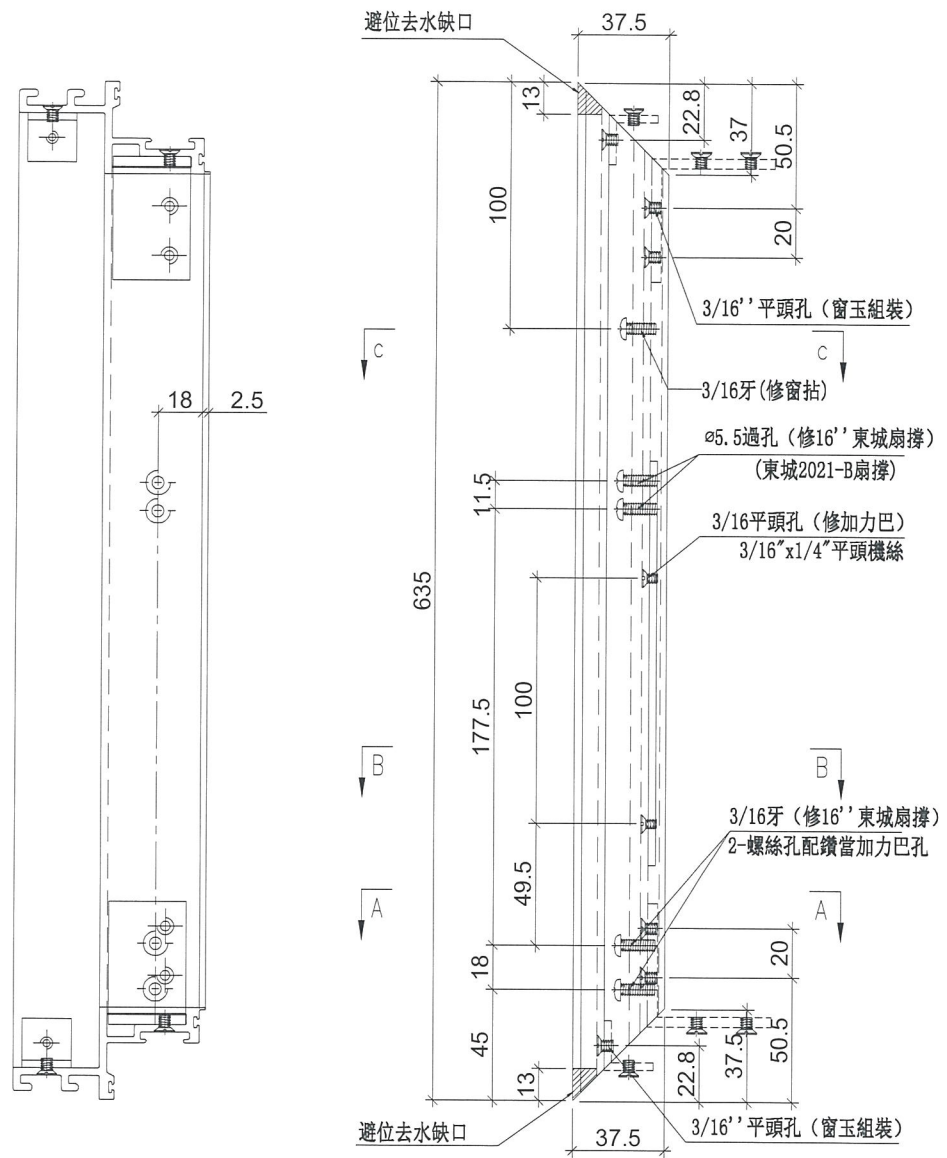 避位去水缺口
37.5
13
22.8
37
50.5
100
20
3/16''平頭孔（窗玉組裝）
C
C
3/16牙(修窗拈)
18
2.5
ø5.5過孔（修16''東城扇撐）
(東城2021-B扇撐)
11.5
3/16平頭孔（修加力巴）
3/16"x1/4"平頭機絲
635
100
177.5
B
B
3/16牙（修16''東城扇撐）
2-螺絲孔配鑽當加力巴孔
49.5
A
A
20
18
45
50.5
37.5
22.8
13
避位去水缺口
37.5
3/16''平頭孔（窗玉組裝）